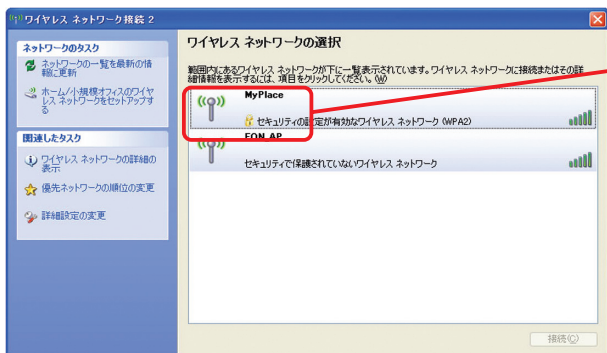 ワイヤレス ネットワーク接続 2
ネットワークのタスク
ネットワークの一覧を最新の情
報に更新
ホーム/小規模オフィスのワイヤ
レス ネットワークをセットアップす
る
関連したタスク
ワイヤレス ネットワークの詳細の
表示
優先ネットワークの順位の変更
詳細設定の変更
ワイヤレス ネットワークの選択
範囲内にあるワイヤレス ネットワークが下に一覧表示されています。ワイヤレス ネットワークに接続またはその詳
細情報を表示するには、項目をクリックしてください。(W)
MyPlace
セキュリティの設定が有効なワイヤレス ネットワーク (WPA2)
FON_AP
セキュリティで保護されていないワイヤレス ネットワーク
接続(C)